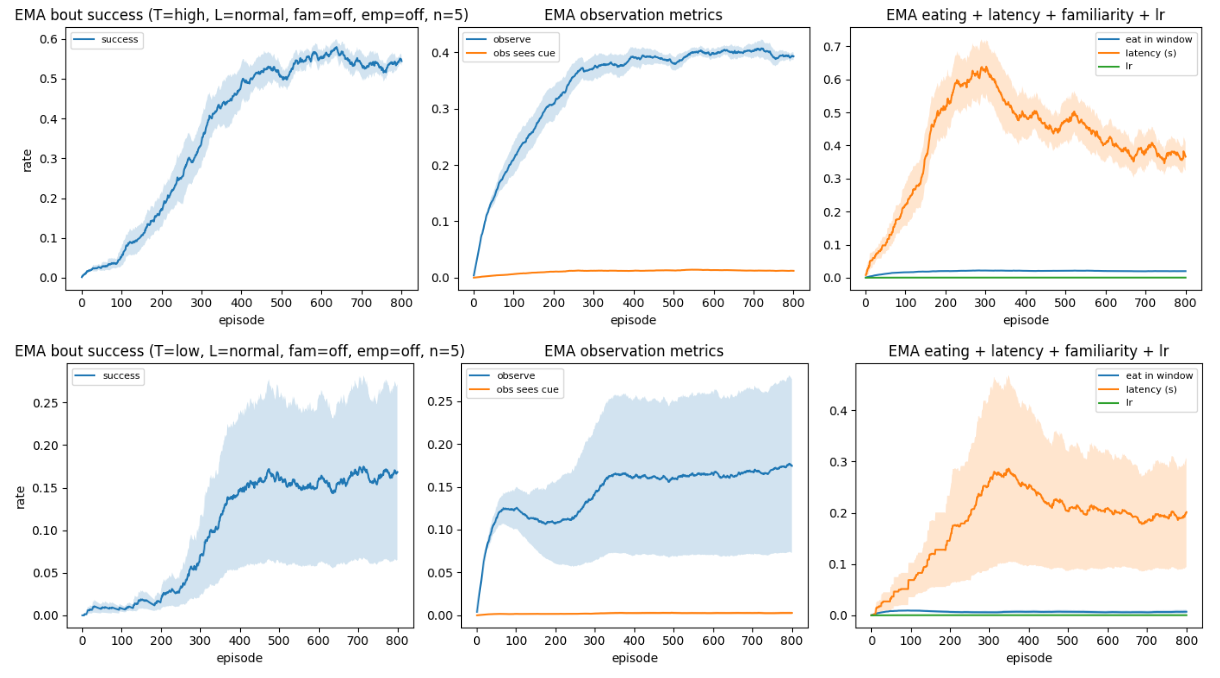 EMA bout success (T=high, L=normal, fam=off, emp=off, n=5)
EMA observation metrics
EMA eating + latency + familiarity + lr
success
observe
obs sees cue
eat in window
latency (s)
lr
rate
0.0
0.1
0.2
0.3
0.4
0.5
0.6
0.0
0.1
0.2
0.3
0.4
0.0
0.1
0.2
0.3
0.4
0.5
0.6
0.7
0 100 200 300 400 500 600 700 800
0 100 200 300 400 500 600 700 800
0 100 200 300 400 500 600 700 800
episode
episode
episode
EMA bout success (T=low, L=normal, fam=off, emp=off, n=5)
EMA observation metrics
EMA eating + latency + familiarity + lr
success
observe
obs sees cue
eat in window
latency (s)
lr
rate
0.00
0.05
0.10
0.15
0.20
0.25
0.00
0.05
0.10
0.15
0.20
0.25
0.0
0.1
0.2
0.3
0.4
0 100 200 300 400 500 600 700 800
0 100 200 300 400 500 600 700 800
0 100 200 300 400 500 600 700 800
episode
episode
episode